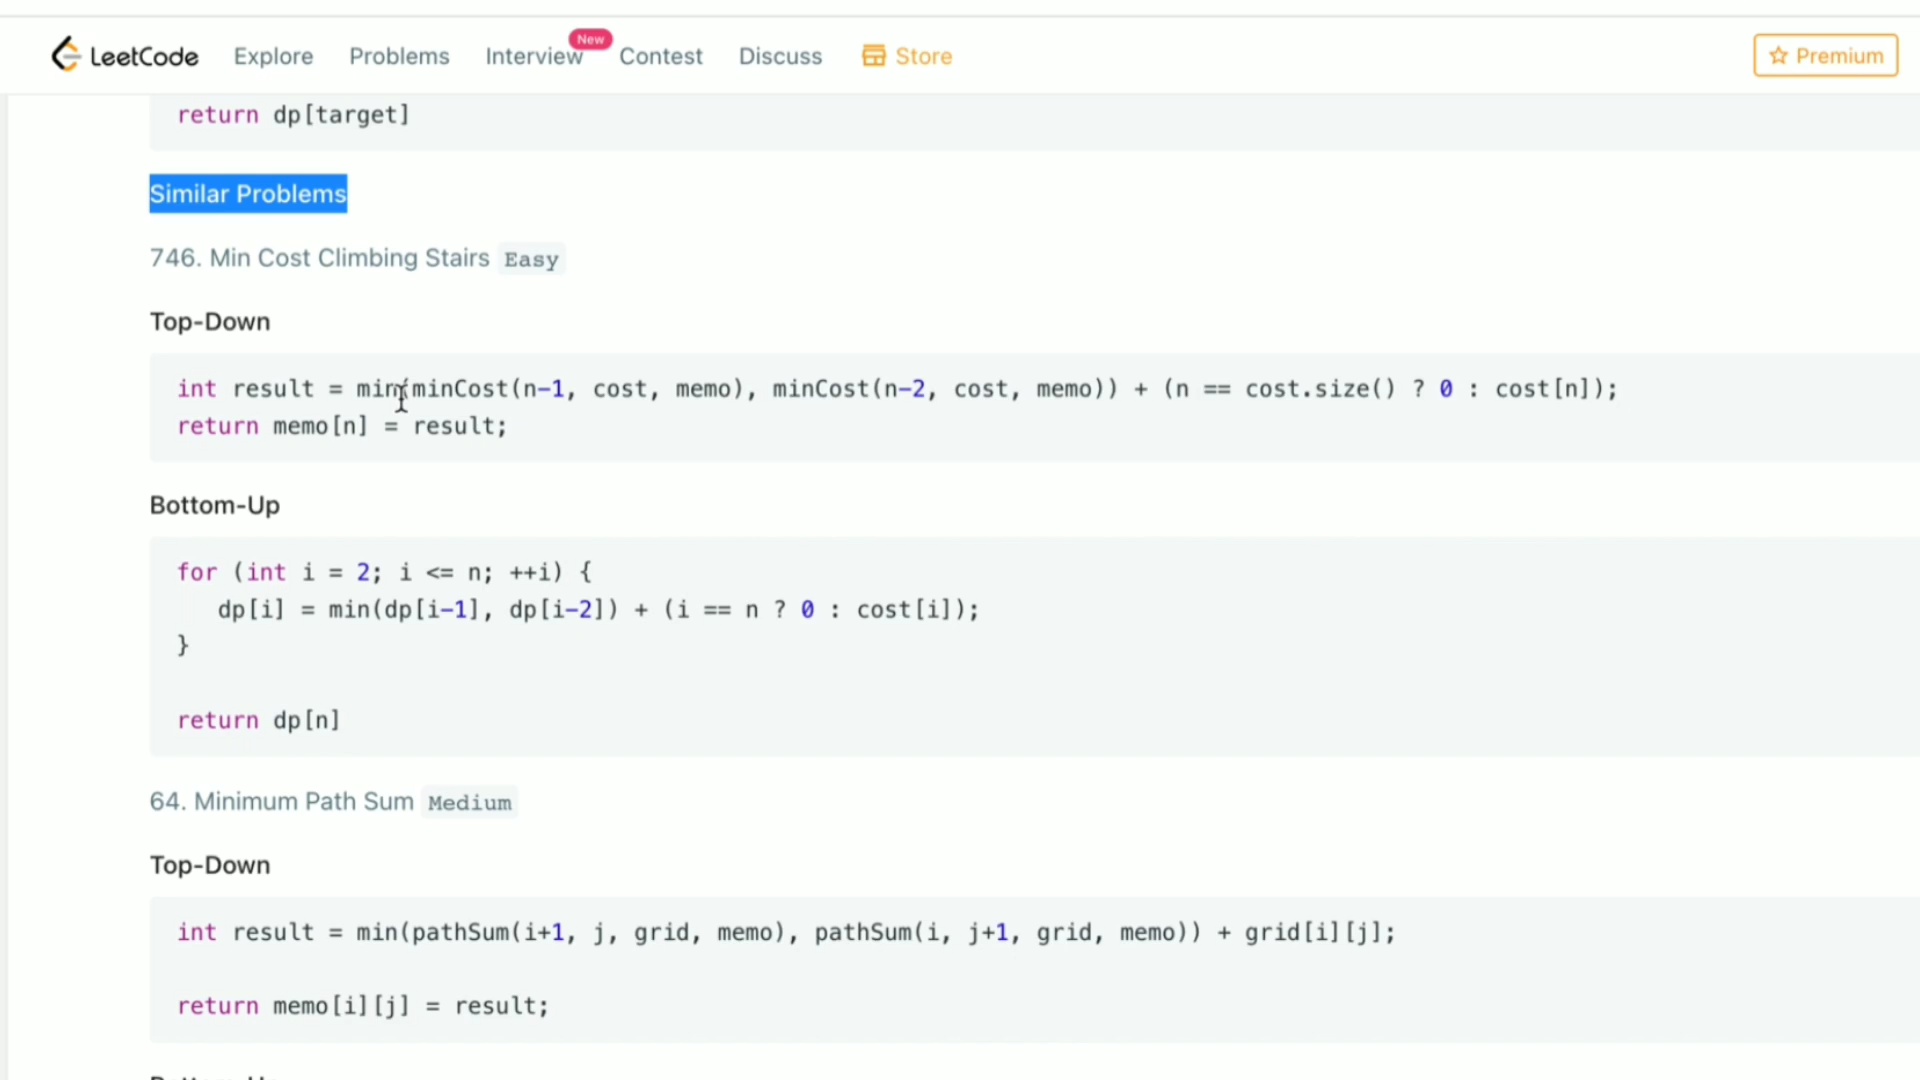 LeetCode Explore Problems Interview New Contest Discuss Store Premium
return dp[target]
Similar Problems
746. Min Cost Climbing Stairs Easy
Top-Down
int result = min(minCost(n-1, cost, memo), minCost(n-2, cost, memo)) + (n == cost.size() ? 0 : cost[n]);
return memo[n] = result;
Bottom-Up
for (int i = 2; i <= n; ++i) {
dp[i] = min(dp[i-1], dp[i-2]) + (i == n ? 0 : cost[i]);
}
return dp[n]
64. Minimum Path Sum Medium
Top-Down
int result = min(pathSum(i+1, j, grid, memo), pathSum(i, j+1, grid, memo)) + grid[i][j];
return memo[i][j] = result;